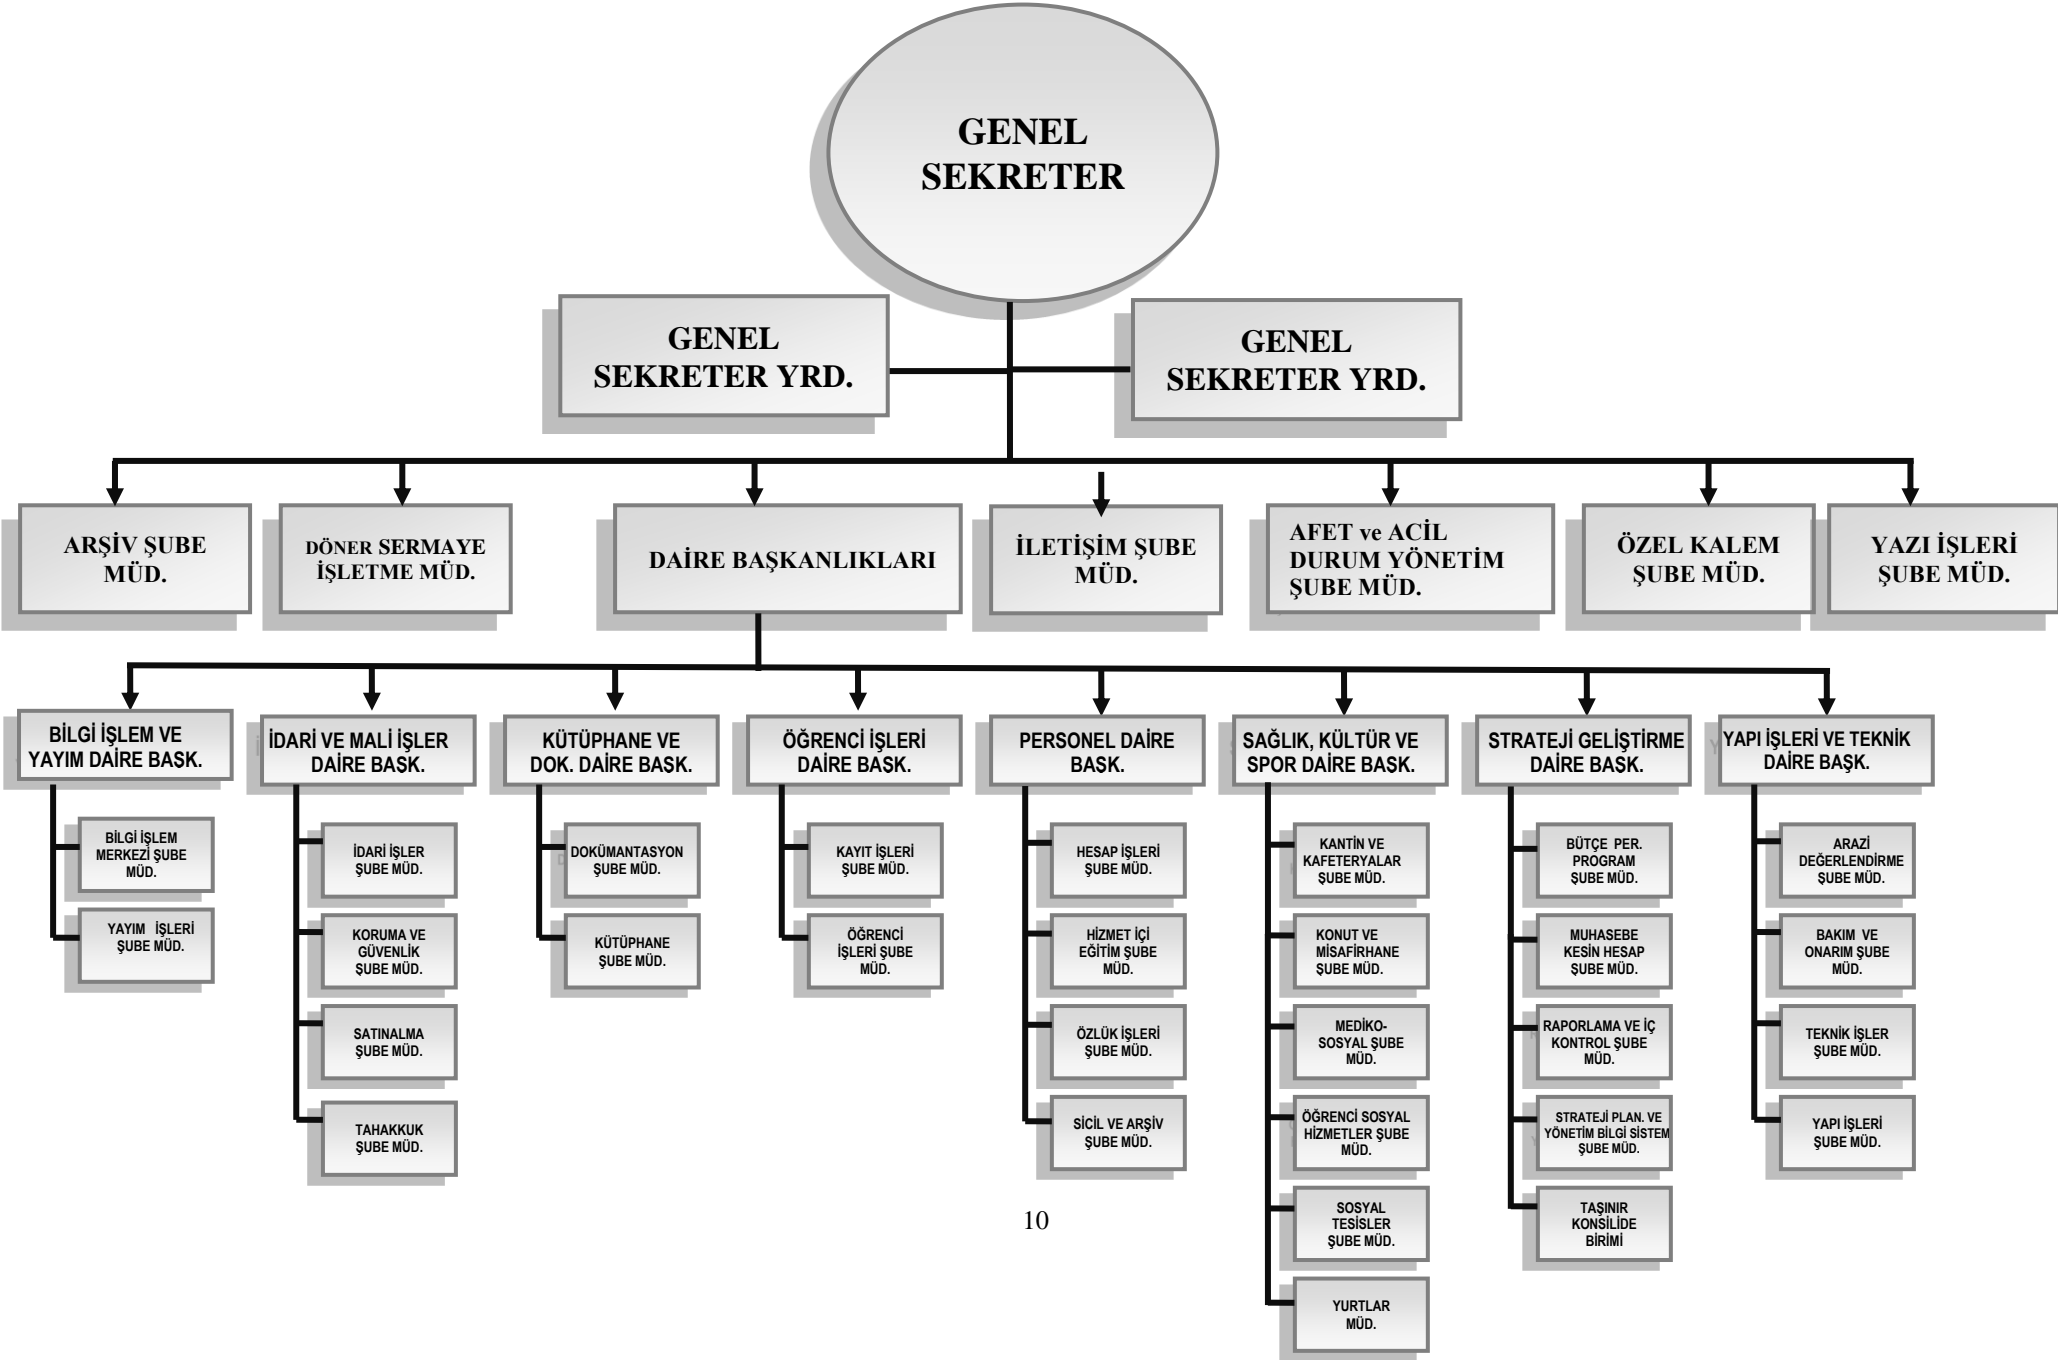 GENEL
SEKRETER
GENEL
SEKRETER YRD.
GENEL
SEKRETER YRD.
ARŞİV ŞUBE
MÜD.
DÖNER SERMAYE
İŞLETME MÜD.
DAİRE BAŞKANLIKLARI
İLETİŞİM ŞUBE
MÜD.
AFET ve ACİL
DURUM YÖNETİM
ŞUBE MÜD.
ÖZEL KALEM
ŞUBE MÜD.
YAZI İŞLERİ
ŞUBE MÜD.
BİLGİ İŞLEM VE
YAYIM DAİRE BAŞK.
İDARİ VE MALİ İŞLER
DAİRE BAŞK.
KÜTÜPHANE VE
DOK. DAİRE BAŞK.
ÖĞRENCİ İŞLERİ
DAİRE BAŞK.
PERSONEL DAİRE
BAŞK.
SAĞLIK, KÜLTÜR VE
SPOR DAİRE BAŞK.
STRATEJİ GELİŞTİRME
DAİRE BAŞK.
YAPI İŞLERİ VE TEKNİK
DAİRE BAŞK.
BİLGİ İŞLEM
MERKEZİ ŞUBE
MÜD.
YAYIM İŞLERİ
ŞUBE MÜD.
İDARİ İŞLER
ŞUBE MÜD.
KORUMA VE
GÜVENLİK
ŞUBE MÜD.
SATINALMA
ŞUBE MÜD.
TAHAKKUK
ŞUBE MÜD.
DOKÜMANTASYON
ŞUBE MÜD.
KÜTÜPHANE
ŞUBE MÜD.
KAYIT İŞLERİ
ŞUBE MÜD.
ÖĞRENCİ
İŞLERİ ŞUBE
MÜD.
HESAP İŞLERİ
ŞUBE MÜD.
HİZMET İÇİ
EĞİTİM ŞUBE
MÜD.
ÖZLÜK İŞLERİ
ŞUBE MÜD.
SİCİL VE ARŞİV
ŞUBE MÜD.
KANTİN VE
KAFETERYALAR
ŞUBE MÜD.
KONUT VE
MİSAFİRHANE
ŞUBE MÜD.
MEDİKO-
SOSYAL ŞUBE
MÜD.
ÖĞRENCİ SOSYAL
HİZMETLER ŞUBE
MÜD.
SOSYAL
TESİSLER
ŞUBE MÜD.
YURTLAR
MÜD.
BÜTÇE PER.
PROGRAM
ŞUBE MÜD.
MUHASEBE
KESİN HESAP
ŞUBE MÜD.
RAPORLAMA VE İÇ
KONTROL ŞUBE
MÜD.
STRATEJİ PLAN. VE
YÖNETİM BİLGİ SİSTEM
ŞUBE MÜD.
TAŞINIR
KONSİLİDE
BİRİMİ
ARAZİ
DEĞERLENDİRME
ŞUBE MÜD.
BAKIM VE
ONARIM ŞUBE
MÜD.
TEKNİK İŞLER
ŞUBE MÜD.
YAPI İŞLERİ
ŞUBE MÜD.
10